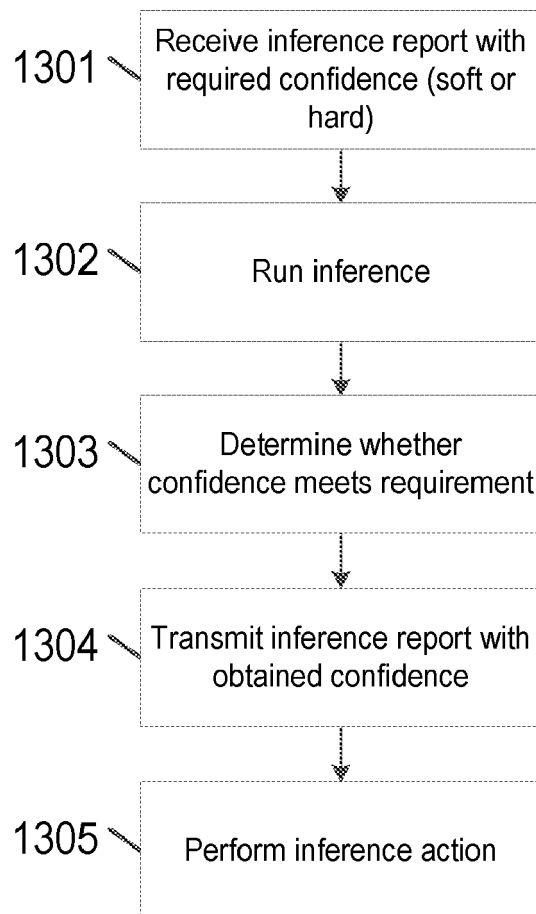 1301
Receive inference report with
required confidence (soft or
hard)
1302
Run inference
1303
Determine whether
confidence meets requirement
1304
Transmit inference report with
obtained confidence
1305
Perform inference action